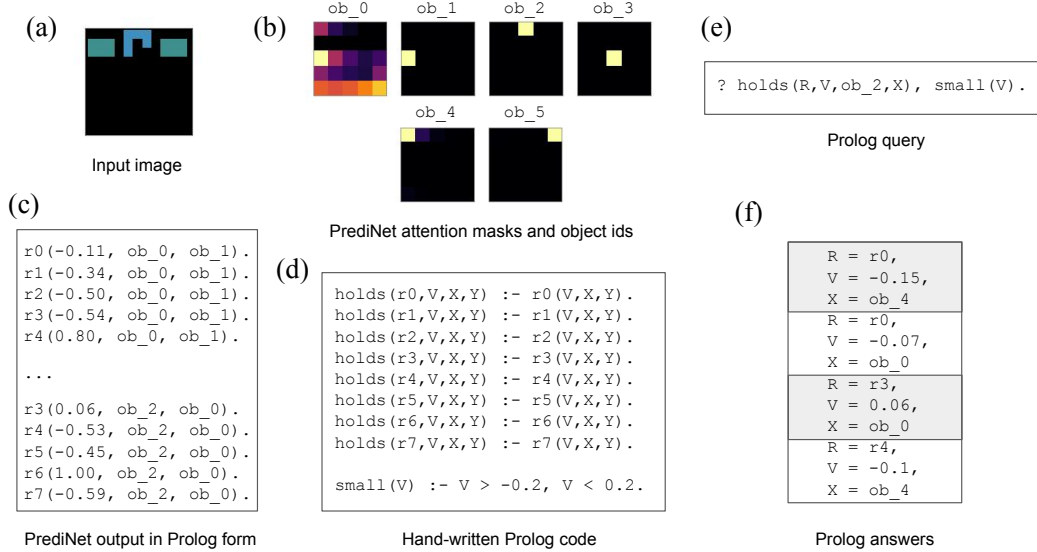 (a)
Input image
(b)
ob_0
ob_1
ob_2
ob_3
ob_4
ob_5
PrediNet attention masks and object ids
(c)
r0(-0.11, ob_0, ob_1).
r1(-0.34, ob_0, ob_1).
r2(-0.50, ob_0, ob_1).
r3(-0.54, ob_0, ob_1).
r4(0.80, ob_0, ob_1).
...
r3(0.06, ob_2, ob_0).
r4(-0.53, ob_2, ob_0).
r5(-0.45, ob_2, ob_0).
r6(1.00, ob_2, ob_0).
r7(-0.59, ob_2, ob_0).
PrediNet output in Prolog form
(d)
holds(r0,V,X,Y) :- r0(V,X,Y).
holds(r1,V,X,Y) :- r1(V,X,Y).
holds(r2,V,X,Y) :- r2(V,X,Y).
holds(r3,V,X,Y) :- r3(V,X,Y).
holds(r4,V,X,Y) :- r4(V,X,Y).
holds(r5,V,X,Y) :- r5(V,X,Y).
holds(r6,V,X,Y) :- r6(V,X,Y).
holds(r7,V,X,Y) :- r7(V,X,Y).
small(V) :- V > -0.2, V < 0.2.
Hand-written Prolog code
(e)
? holds(R,V,ob_2,X), small(V).
Prolog query
(f)
R = r0,
V = -0.15,
X = ob_4
R = r0,
V = -0.07,
X = ob_0
R = r3,
V = 0.06,
X = ob_0
R = r4,
V = -0.1,
X = ob_4
Prolog answers